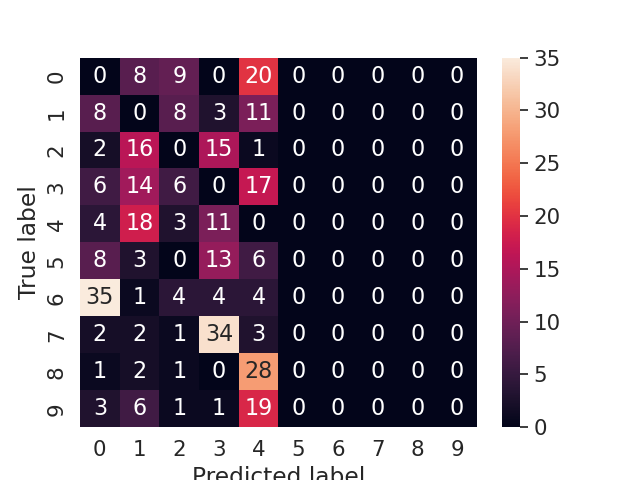 0 0 8 9 0 20 0 0 0 0 0
1 8 0 8 3 11 0 0 0 0 0
2 2 16 0 15 1 0 0 0 0 0
3 6 14 6 0 17 0 0 0 0 0
4 4 18 3 11 0 0 0 0 0 0
5 8 3 0 13 6 0 0 0 0 0
6 35 1 4 4 4 0 0 0 0 0
7 2 2 1 34 3 0 0 0 0 0
8 1 2 1 0 28 0 0 0 0 0
9 3 6 1 1 19 0 0 0 0 0
0 1 2 3 4 5 6 7 8 9
True label
Predicted label
35
30
25
20
15
10
5
0